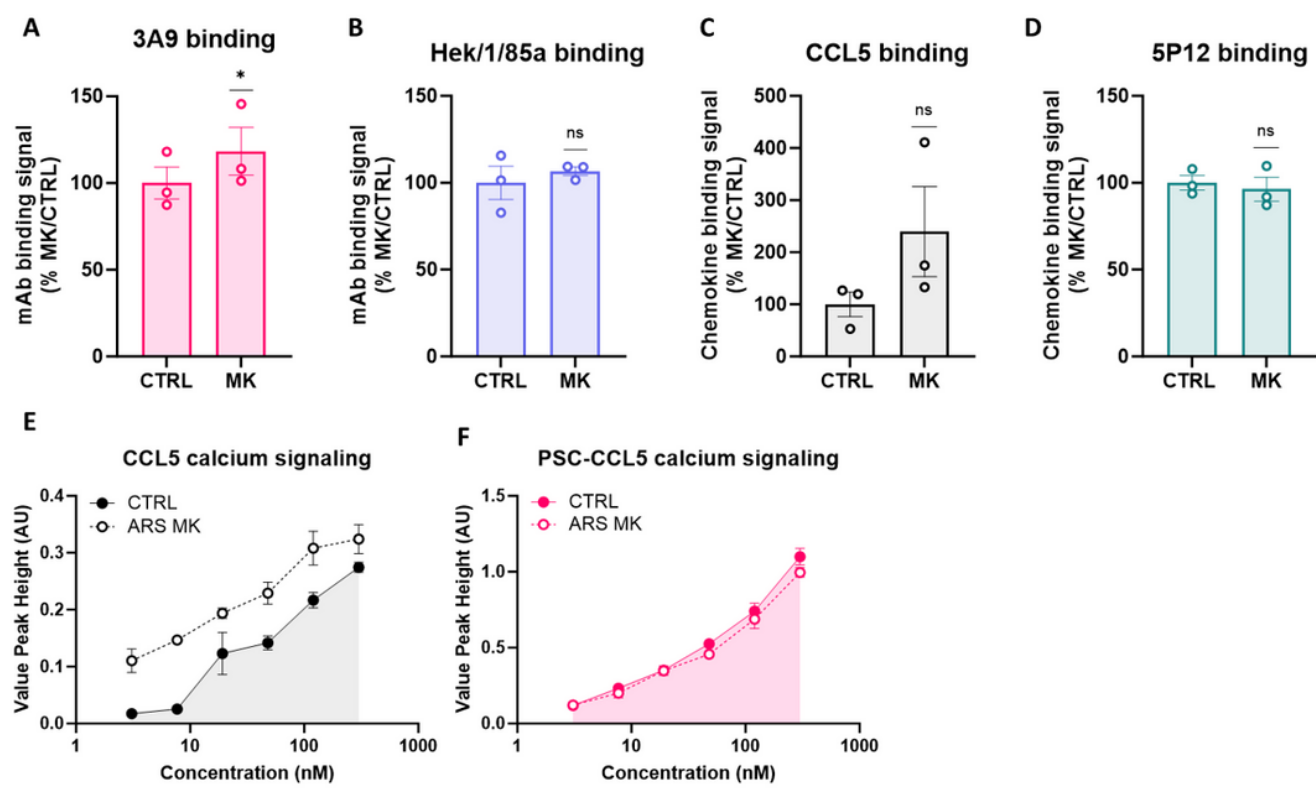 A
3A9 binding
mAb binding signal
(% MK/CTRL)
150
100
50
0
*
CTRL
MK
B
Hek/1/85a binding
mAb binding signal
(% MK/CTRL)
150
100
50
0
ns
CTRL
MK
C
CCL5 binding
Chemokine binding signal
(% MK/CTRL)
500
400
300
200
100
0
ns
CTRL
MK
D
5P12 binding
Chemokine binding signal
(% MK/CTRL)
150
100
50
0
ns
CTRL
MK
E
CCL5 calcium signaling
Value Peak Height (AU)
0.4
0.3
0.2
0.1
0.0
CTRL
ARS MK
1
10
100
1000
Concentration (nM)
F
PSC-CCL5 calcium signaling
Value Peak Height (AU)
1.5
1.0
0.5
0.0
CTRL
ARS MK
1
10
100
1000
Concentration (nM)